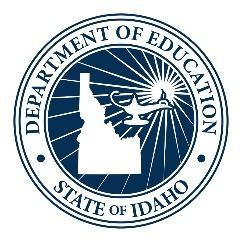 DEPARTMENT OF EDUCATION
STATE OF IDAHO